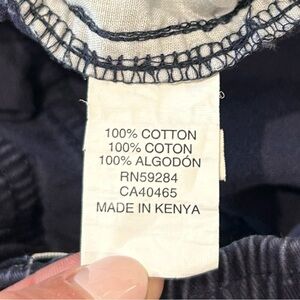 100% COTTON
100% COTON
100% ALGODÓN
RN59284
CA40465
MADE IN KENYA